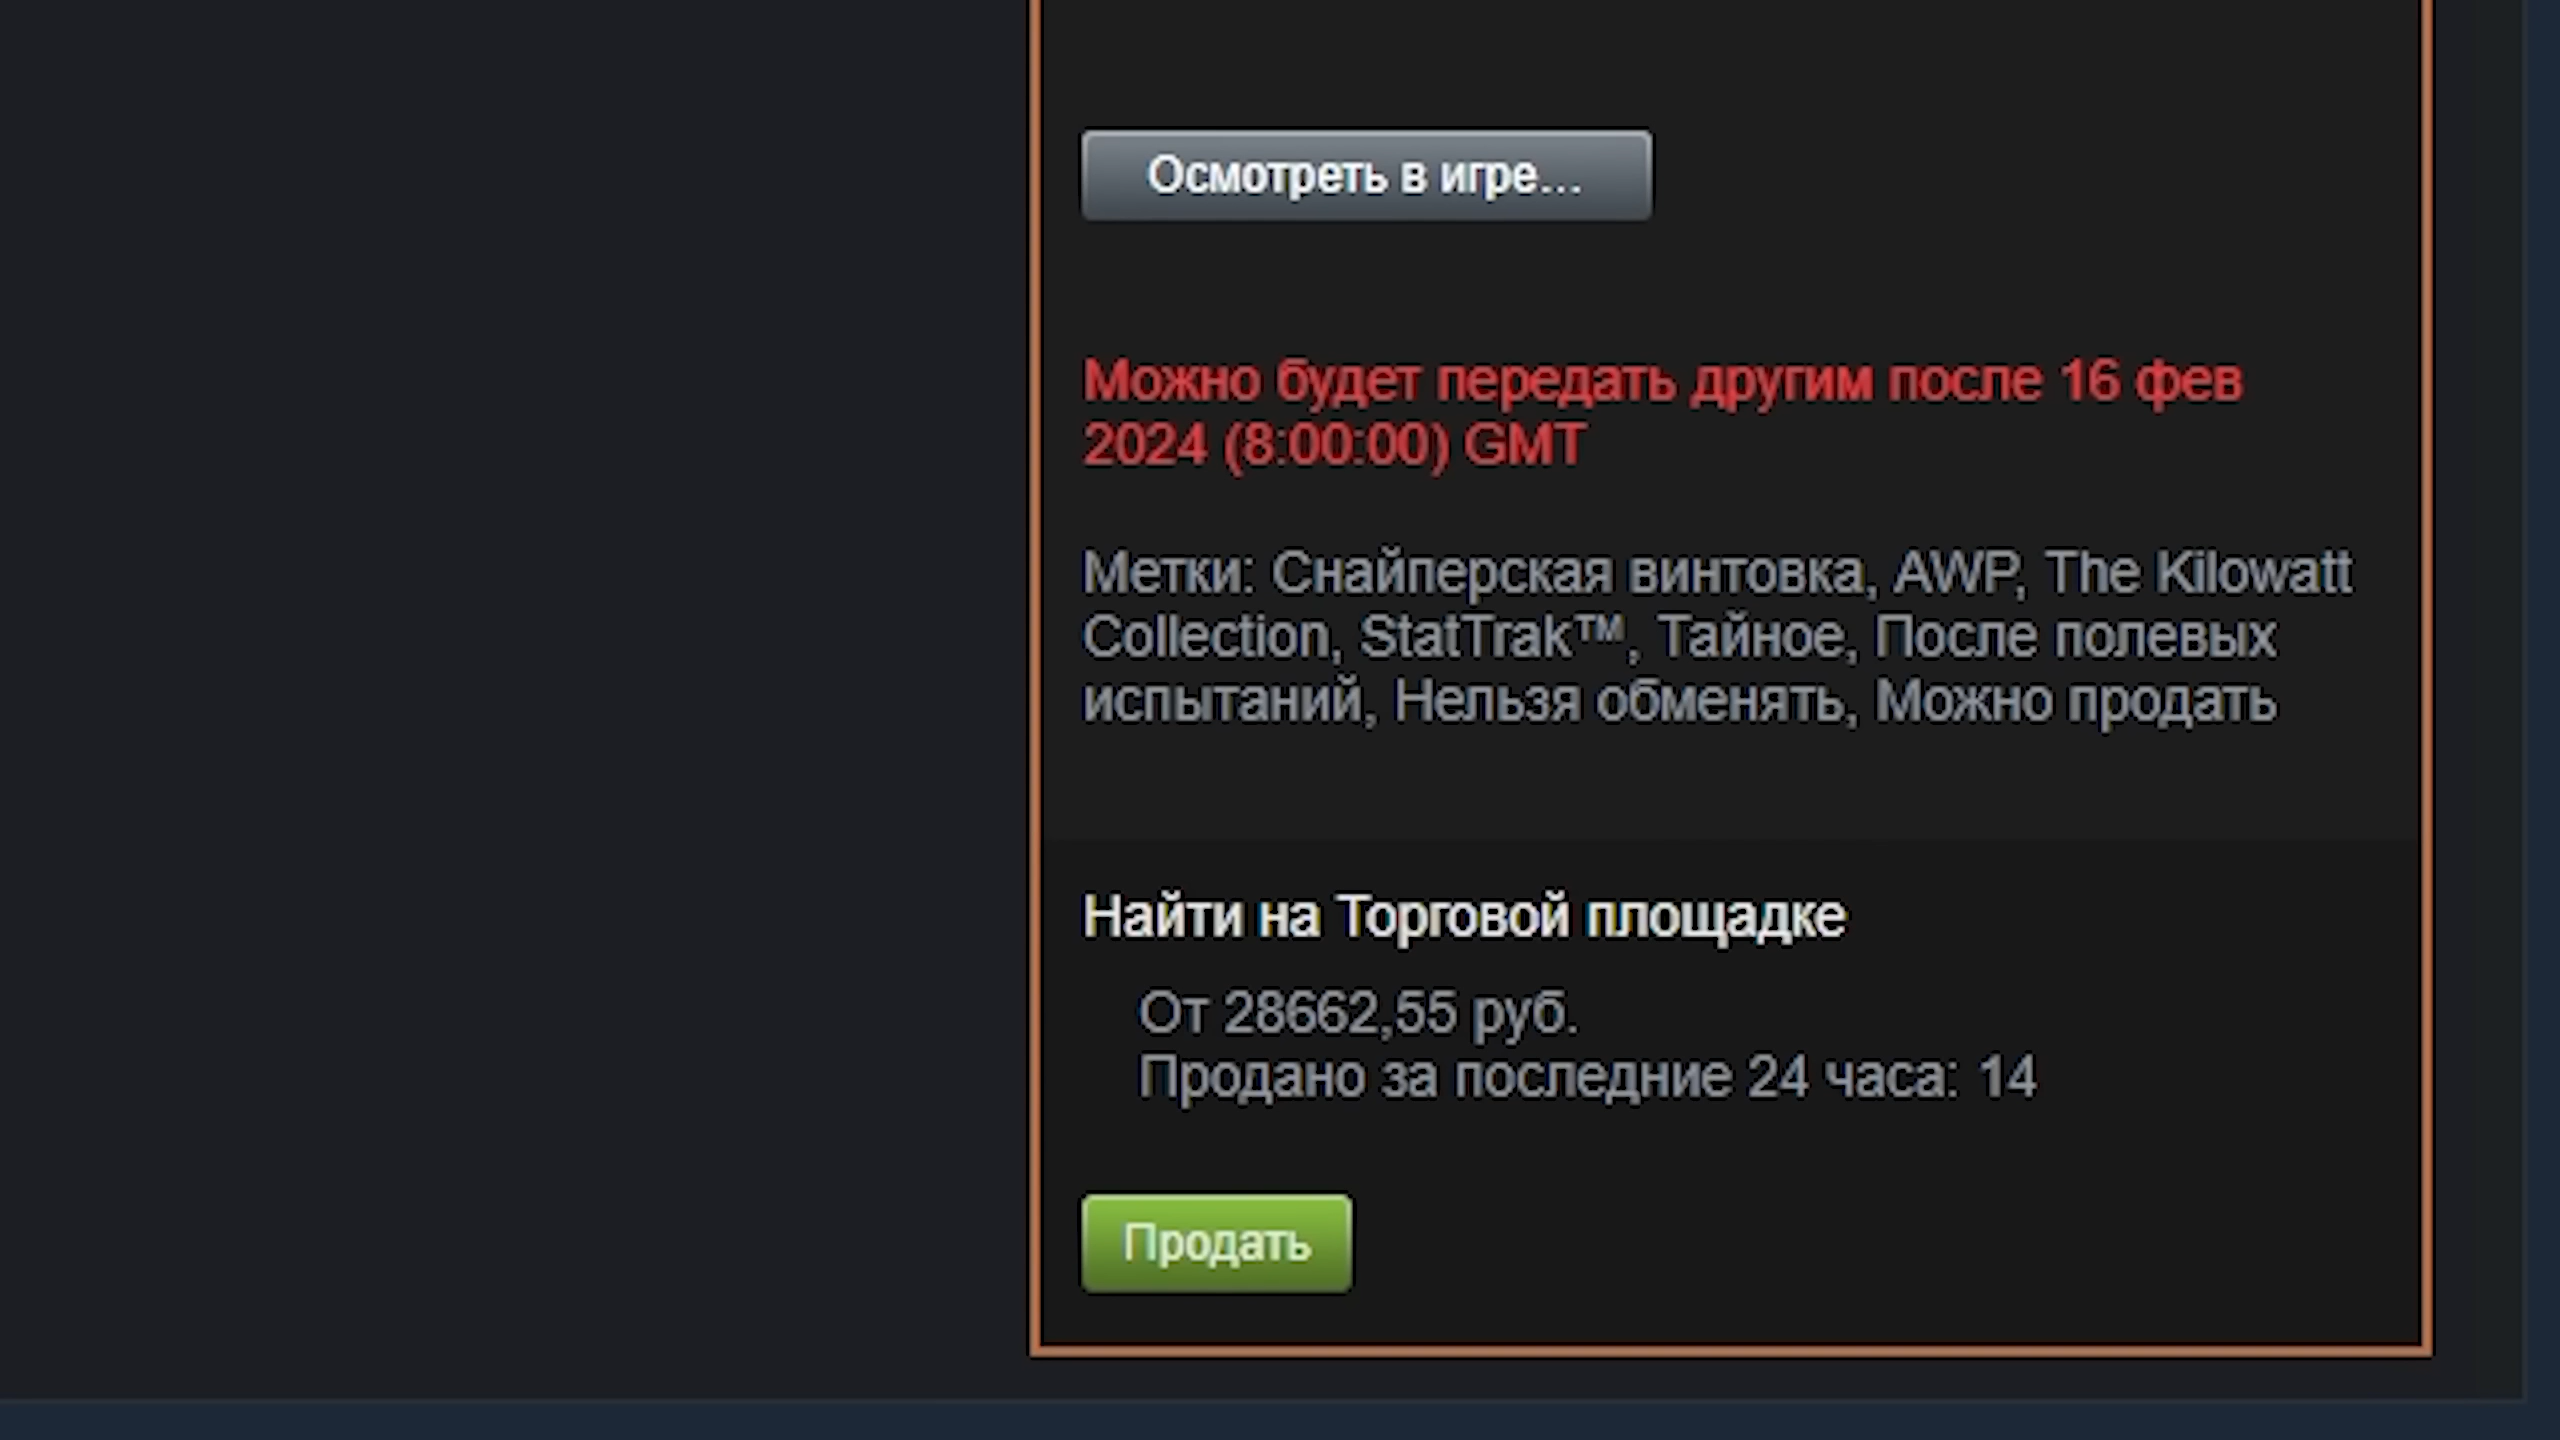 Осмотреть в игре...
Можно будет передать другим после 16 фев
2024 (8:00:00) GMT
Метки: Снайперская винтовка, AWP, The Kilowatt
Collection, StatTrak™, Тайное, После полевых
испытаний, Нельзя обменять, Можно продать
Найти на Торговой площадке
От 28662,55 руб.
Продано за последние 24 часа: 14
Продать